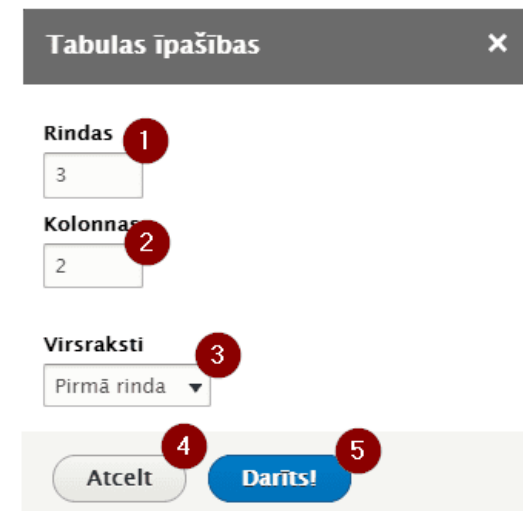 Tabulas īpašības ×
Rindas 1
3
Kolonnas 2
2
Virsraksti 3
Pirmā rinda
4 5
Atcelt Darīts!